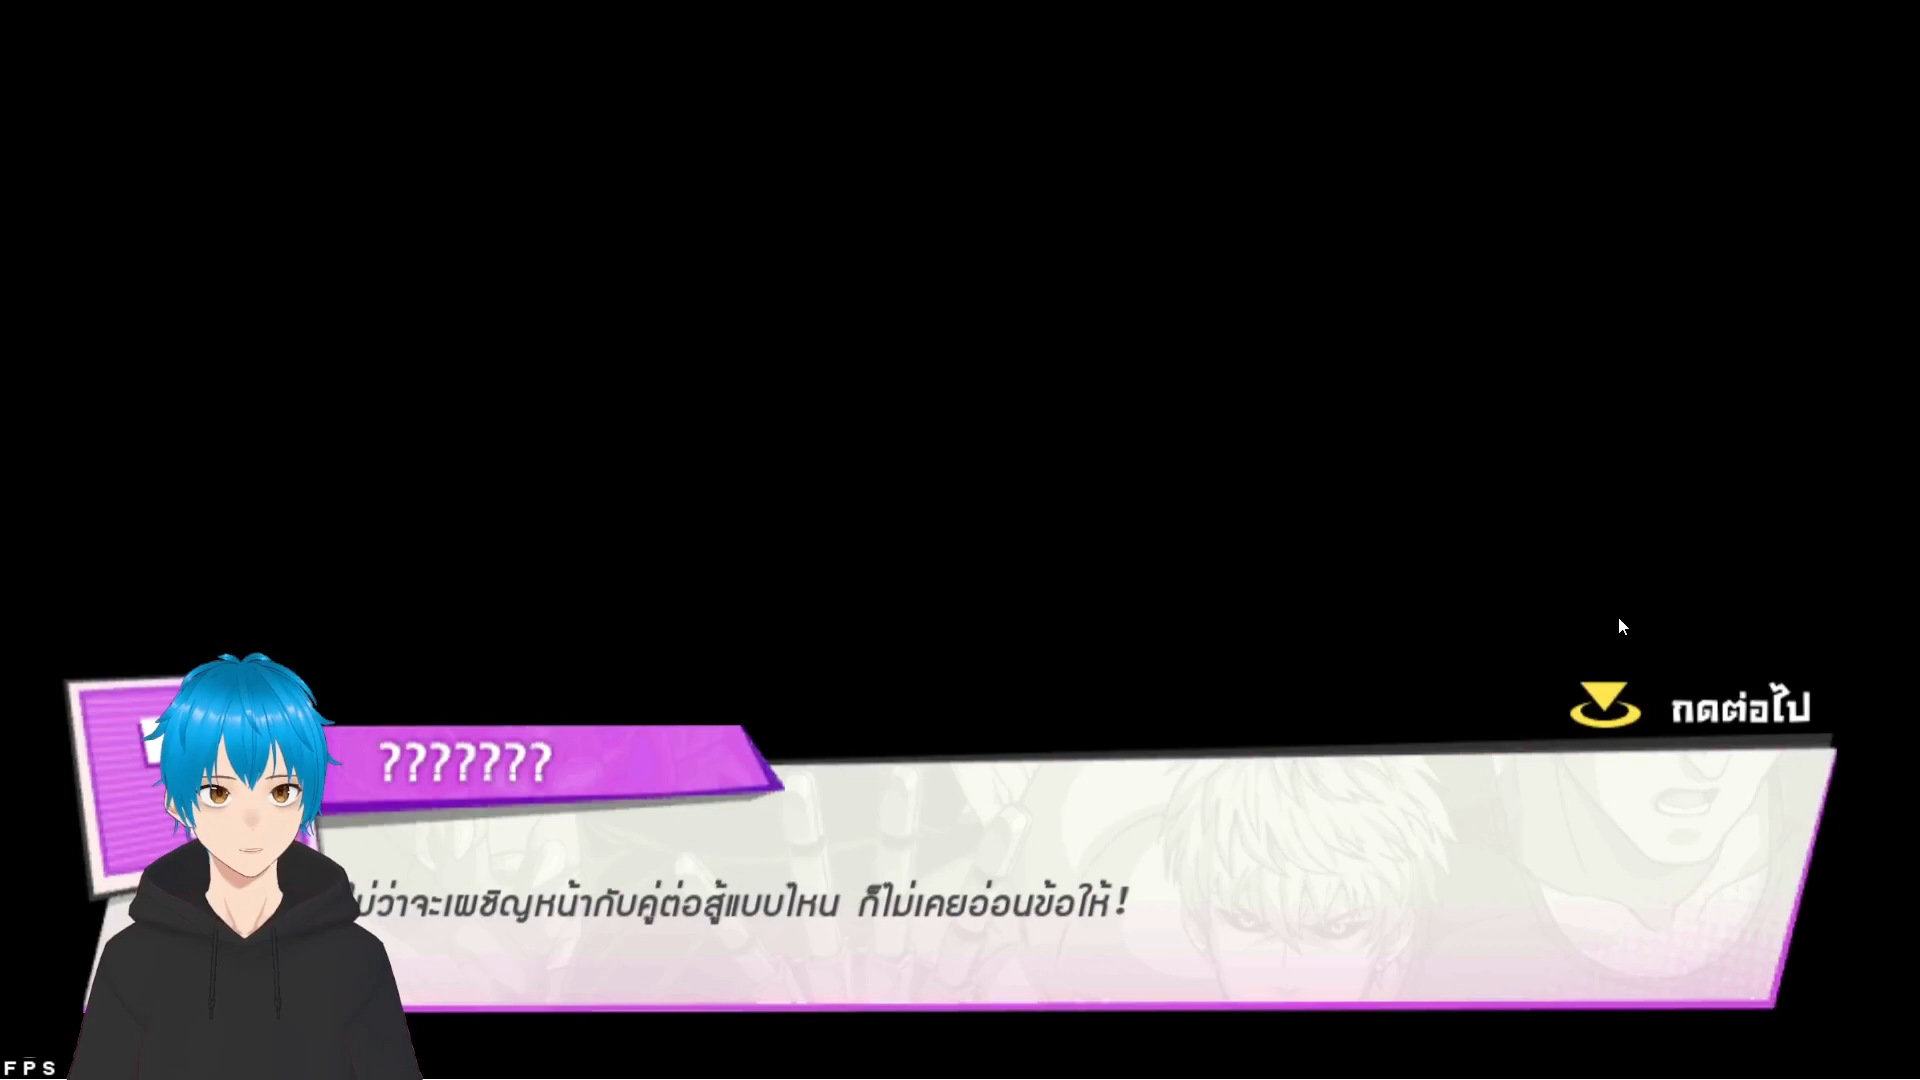 กดต่อไป
???????
ไม่ว่าจะเผชิญหน้ากับคู่ต่อสู้แบบไหน ก็ไม่เคยอ่อนข้อให้!
FPS